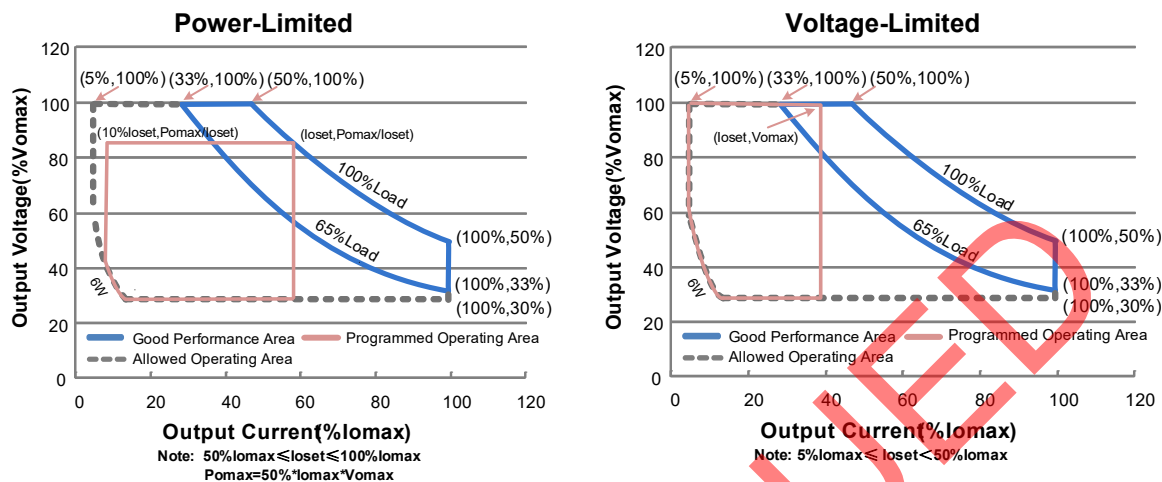 Power-Limited
Output Voltage(%Vomax)
120
100
80
60
40
20
0
(5%,100%) (33%,100%) (50%,100%)
(10%Ioset,Pomax/Ioset)
(Ioset,Pomax/Ioset)
100%Load
65%Load
6W
(100%,50%)
(100%,33%)
(100%,30%)
Good Performance Area
Programmed Operating Area
Allowed Operating Area
0 20 40 60 80 100 120
Output Current(%Iomax)
Note: 50%Iomax≤Ioset≤100%Iomax
Pomax=50%*Iomax*Vomax
Voltage-Limited
Output Voltage(%Vomax)
120
100
80
60
40
20
0
(5%,100%) (33%,100%) (50%,100%)
(Ioset,Vomax)
100%Load
65%Load
6W
(100%,50%)
(100%,33%)
(100%,30%)
Good Performance Area
Programmed Operating Area
Allowed Operating Area
0 20 40 60 80 100 120
Output Current(%Iomax)
Note: 5%Iomax≤Ioset<50%Iomax
UED